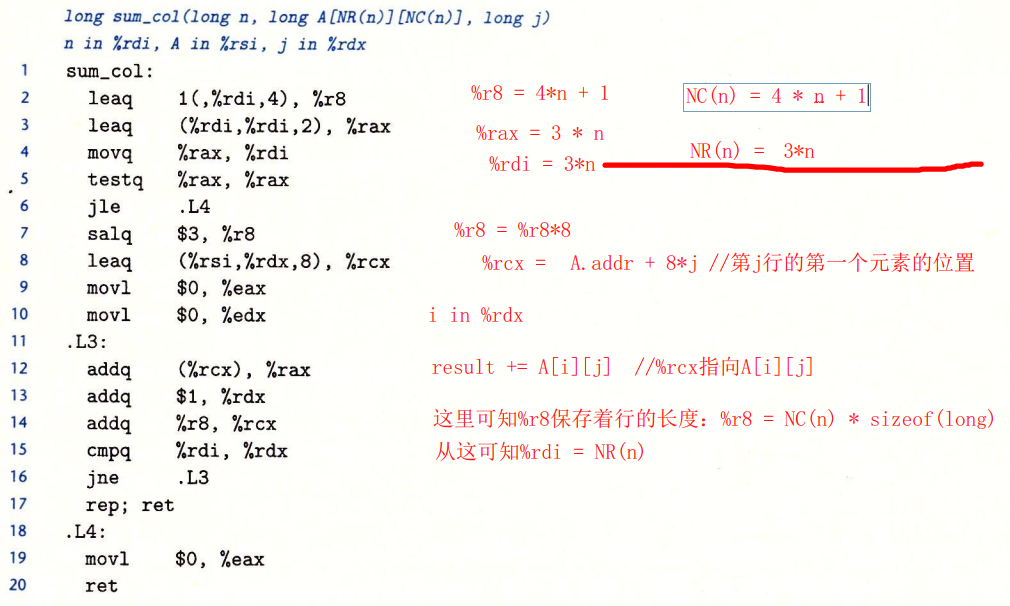 long sum_col(long n, long A[NR(n)][NC(n)], long j)
n in %rdi, A in %rsi, j in %rdx
1 sum_col:
2 leaq 1(,%rdi,4), %r8 %r8 = 4*n + 1 NC(n) = 4 * n + 1
3 leaq (%rdi,%rdi,2), %rax %rax = 3 * n
4 movq %rax, %rdi %rdi = 3*n NR(n) = 3*n
5 testq %rax, %rax
6 jle .L4
7 salq $3, %r8 %r8 = %r8*8
8 leaq (%rsi,%rdx,8), %rcx %rcx = A.addr + 8*j //第j行的第一个元素的位置
9 movl $0, %eax
10 movl $0, %edx i in %rdx
11 .L3:
12 addq (%rcx), %rax result += A[i][j] //%rcx指向A[i][j]
13 addq $1, %rdx
14 addq %r8, %rcx 这里可知%r8保存着行的长度：%r8 = NC(n) * sizeof(long)
15 cmpq %rdi, %rdx 从这可知%rdi = NR(n)
16 jne .L3
17 rep; ret
18 .L4:
19 movl $0, %eax
20 ret